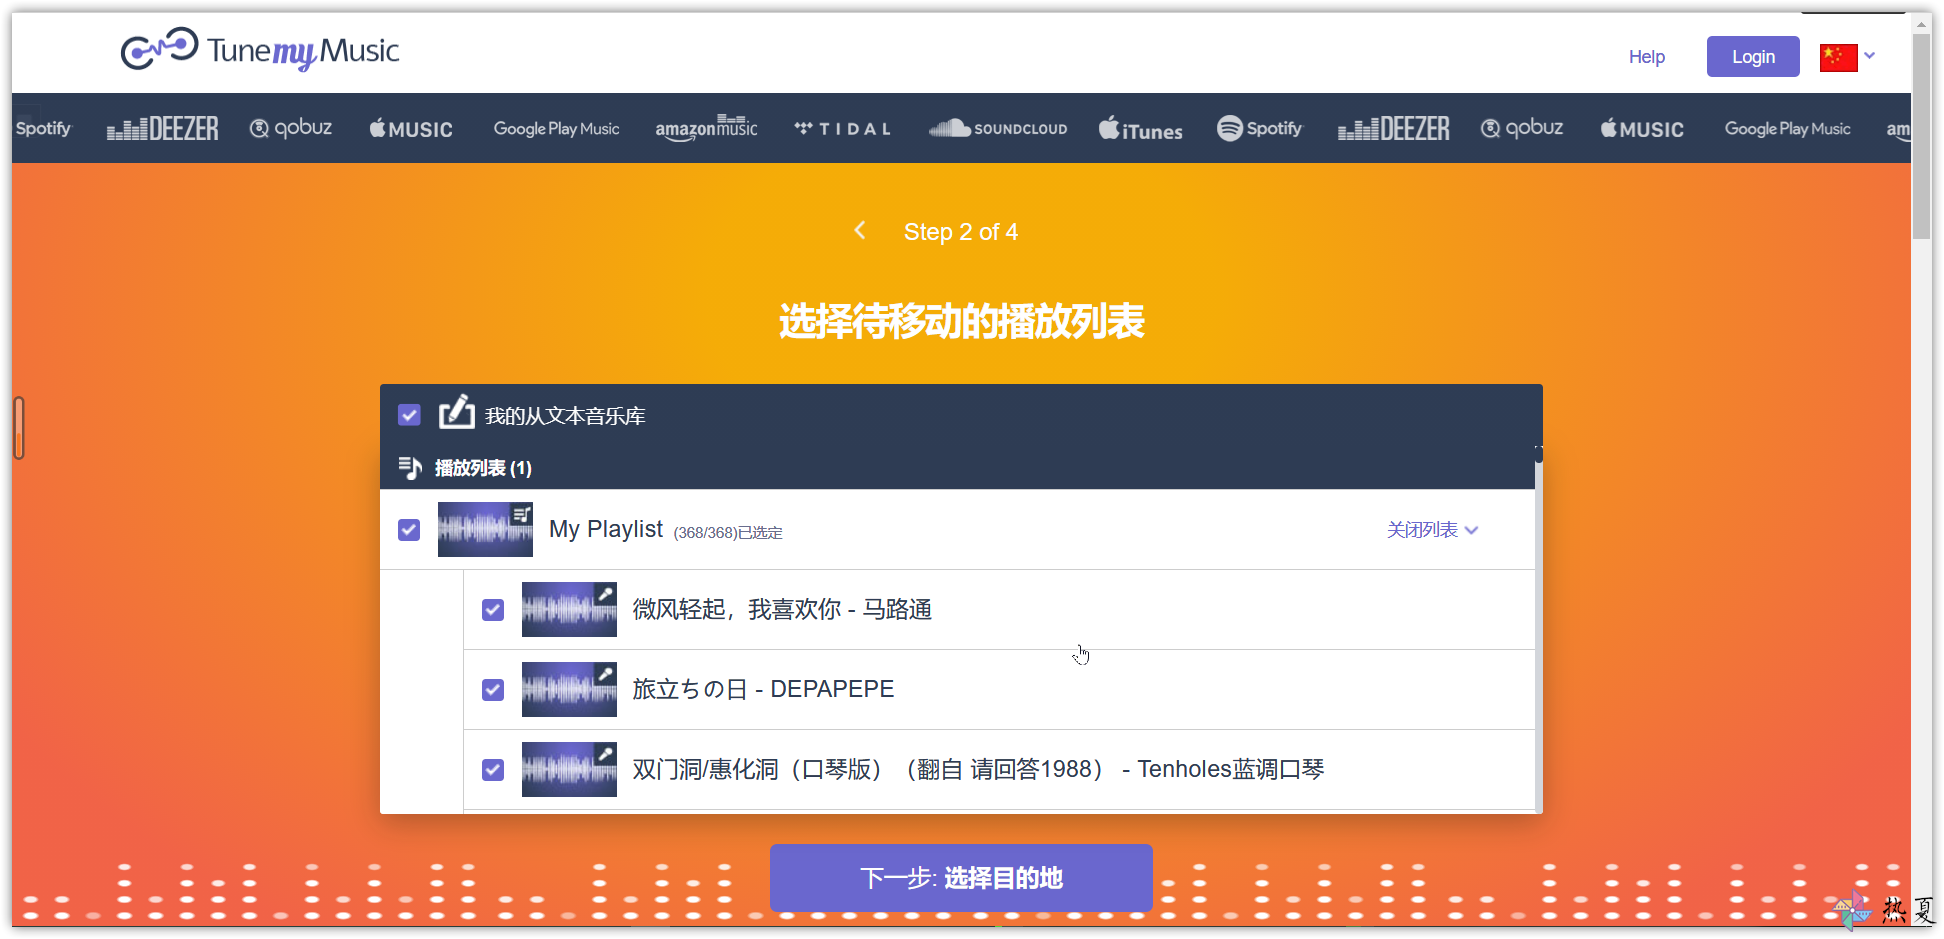 Tune my Music
Help
Login
Spotify DEEZER qobuz MUSIC Google Play Music amazon music TIDAL SOUNDCLOUD iTunes Spotify DEEZER qobuz MUSIC Google Play Music am
Step 2 of 4
选择待移动的播放列表
我的从文本音乐库
播放列表 (1)
My Playlist (368/368)已选定
关闭列表
微风轻起，我喜欢你 - 马路通
旅立ちの日 - DEPAPEPE
双门洞/惠化洞（口琴版）（翻自 请回答1988） - Tenholes蓝调口琴
下一步: 选择目的地
热夏